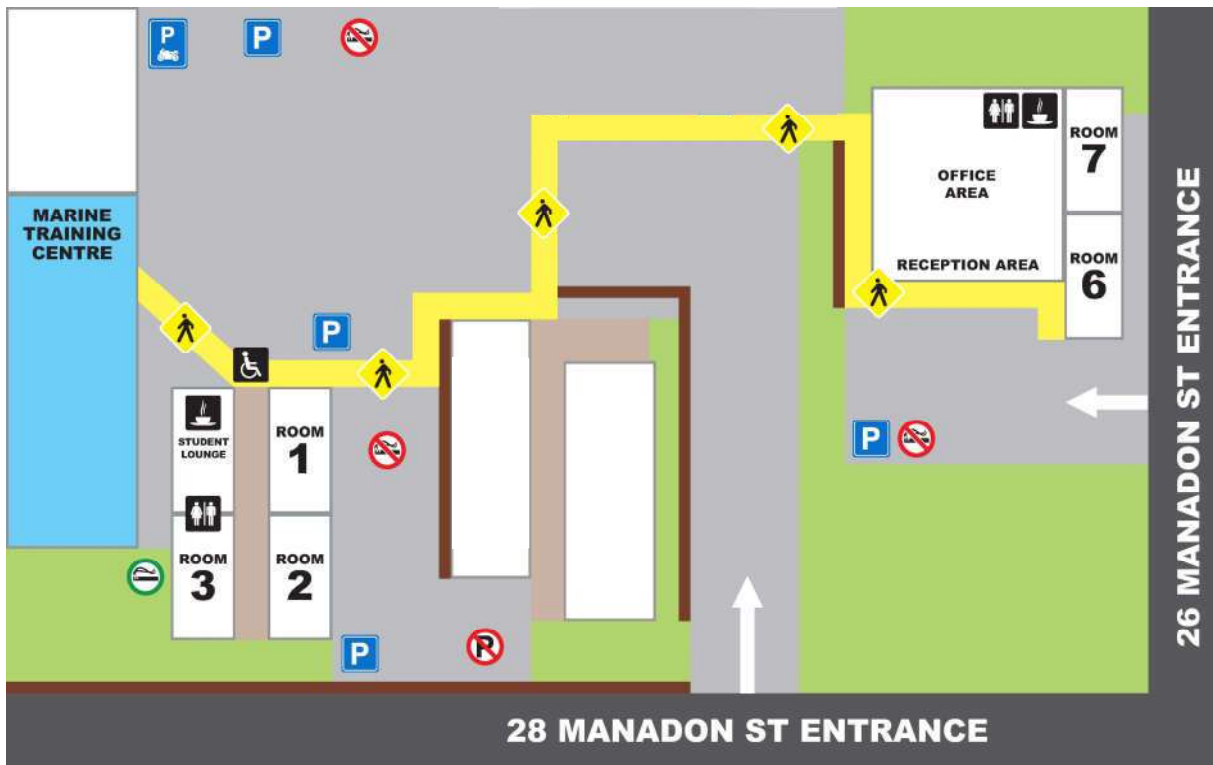 P
P
MARINE
TRAINING
CENTRE
OFFICE
AREA
RECEPTION AREA
ROOM
7
ROOM
6
P
STUDENT
LOUNGE
ROOM
1
ROOM
3
ROOM
2
P
P
P
26 MANADON ST ENTRANCE
28 MANADON ST ENTRANCE